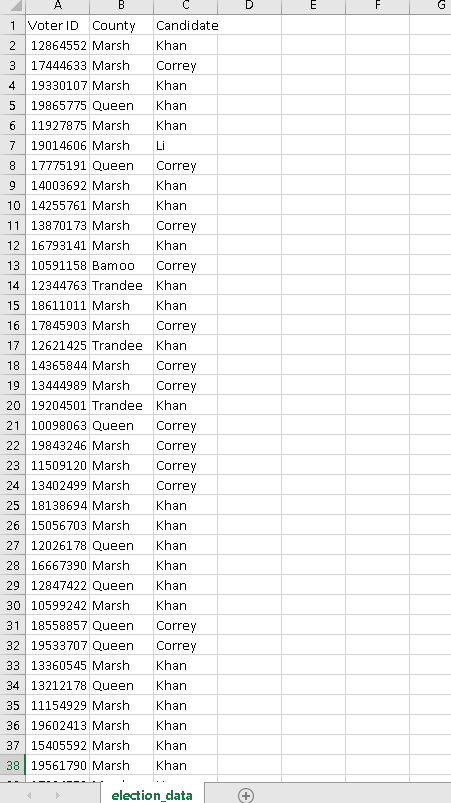 A B C D E F G
1 Voter ID County Candidate
2 12864552 Marsh Khan
3 17444633 Marsh Correy
4 19330107 Marsh Khan
5 19865775 Queen Khan
6 11927875 Marsh Khan
7 19014606 Marsh Li
8 17775191 Queen Correy
9 14003692 Marsh Khan
10 14255761 Marsh Khan
11 13870173 Marsh Correy
12 16793141 Marsh Khan
13 10591158 Bamoo Correy
14 12344763 Trandee Khan
15 18611011 Marsh Khan
16 17845903 Marsh Correy
17 12621425 Trandee Khan
18 14365844 Marsh Correy
19 13444989 Marsh Correy
20 19204501 Trandee Khan
21 10098063 Queen Correy
22 19843246 Marsh Correy
23 11509120 Marsh Correy
24 13402499 Marsh Correy
25 18138694 Marsh Khan
26 15056703 Marsh Khan
27 12026178 Queen Khan
28 16667390 Marsh Khan
29 12847422 Queen Khan
30 10599242 Marsh Khan
31 18558857 Queen Correy
32 19533707 Queen Correy
33 13360545 Marsh Khan
34 13212178 Queen Khan
35 11154929 Marsh Khan
36 19602413 Marsh Khan
37 15405592 Marsh Khan
38 19561790 Marsh Khan
election_data